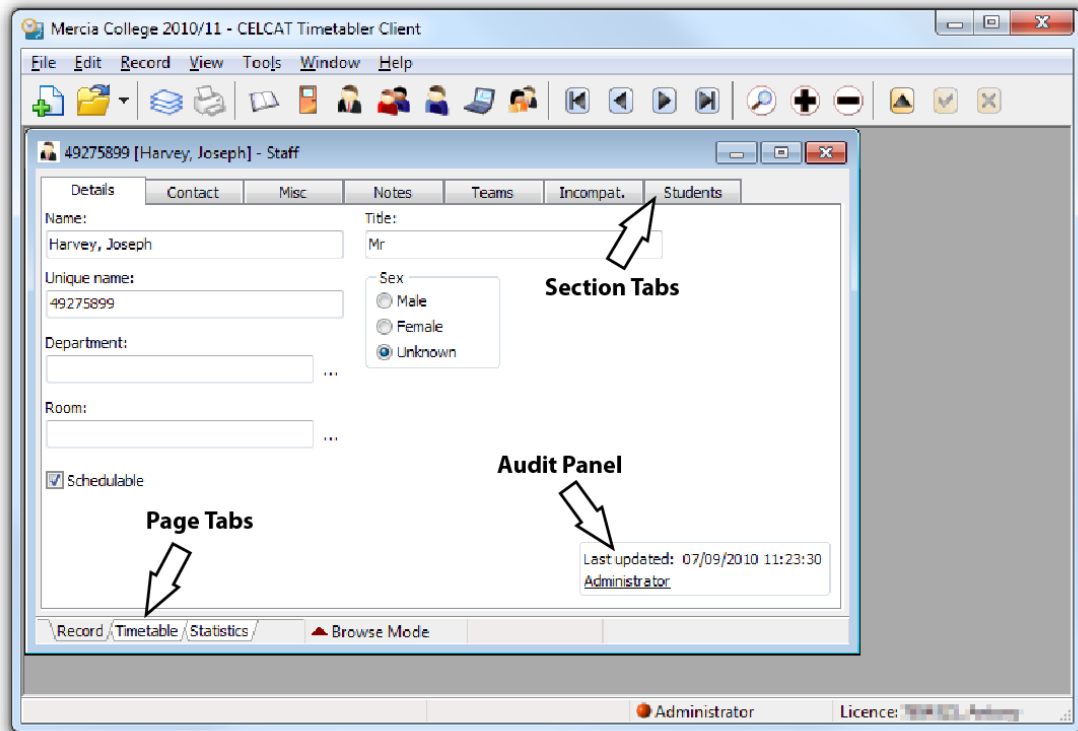 Mercia College 2010/11 - CELCAT Timetabler Client
File Edit Record View Tools Window Help
49275899 [Harvey, Joseph] - Staff
Details Contact Misc Notes Teams Incompat. Students
Name: Title:
Harvey, Joseph Mr
Section Tabs
Unique name: Sex
49275899 Male
Female
Department: Unknown
...
Room:
...
Audit Panel
Schedulable
Page Tabs
Last updated: 07/09/2010 11:23:30
Administrator
Record Timetable Statistics Browse Mode
Administrator Licence: